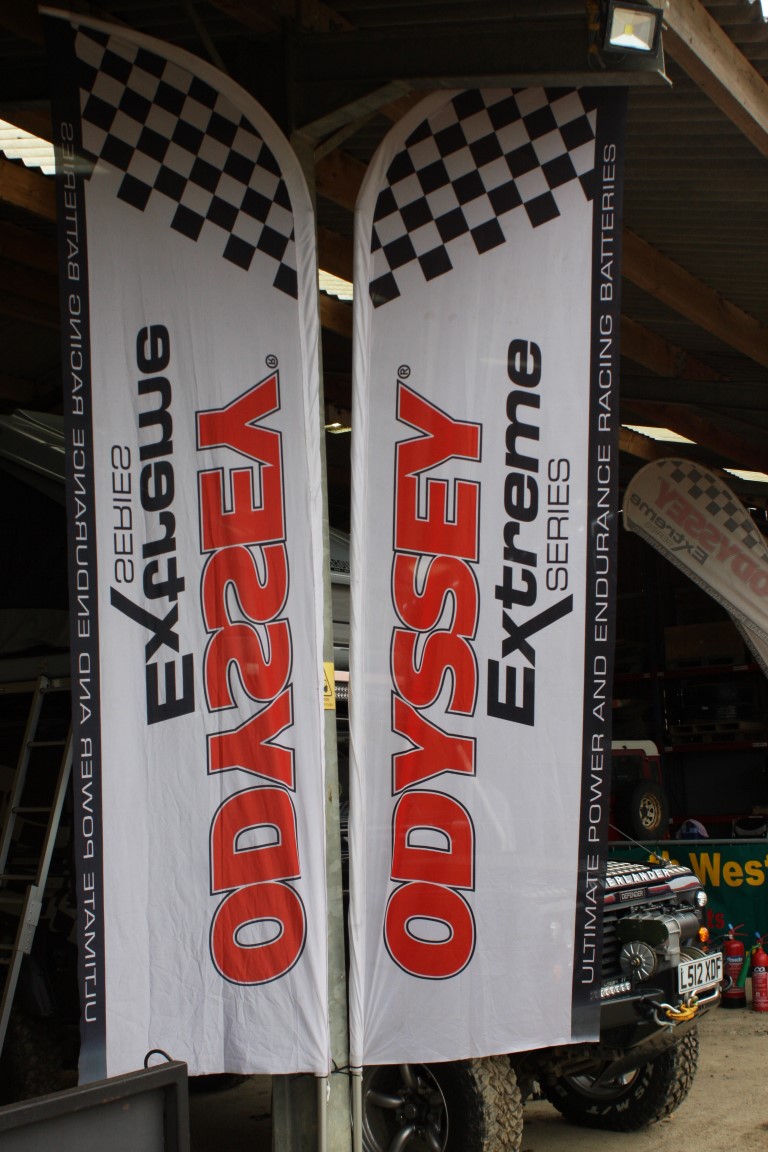 ODYSSEY®
Extreme
SERIES
ULTIMATE POWER AND ENDURANCE RACING BATTERIES
ODYSSEY®
Extreme
SERIES
ULTIMATE POWER AND ENDURANCE RACING BATTERIES
ODYSSEY
Extreme
h West
ERLANDER
DEFENDER
L512 XDF